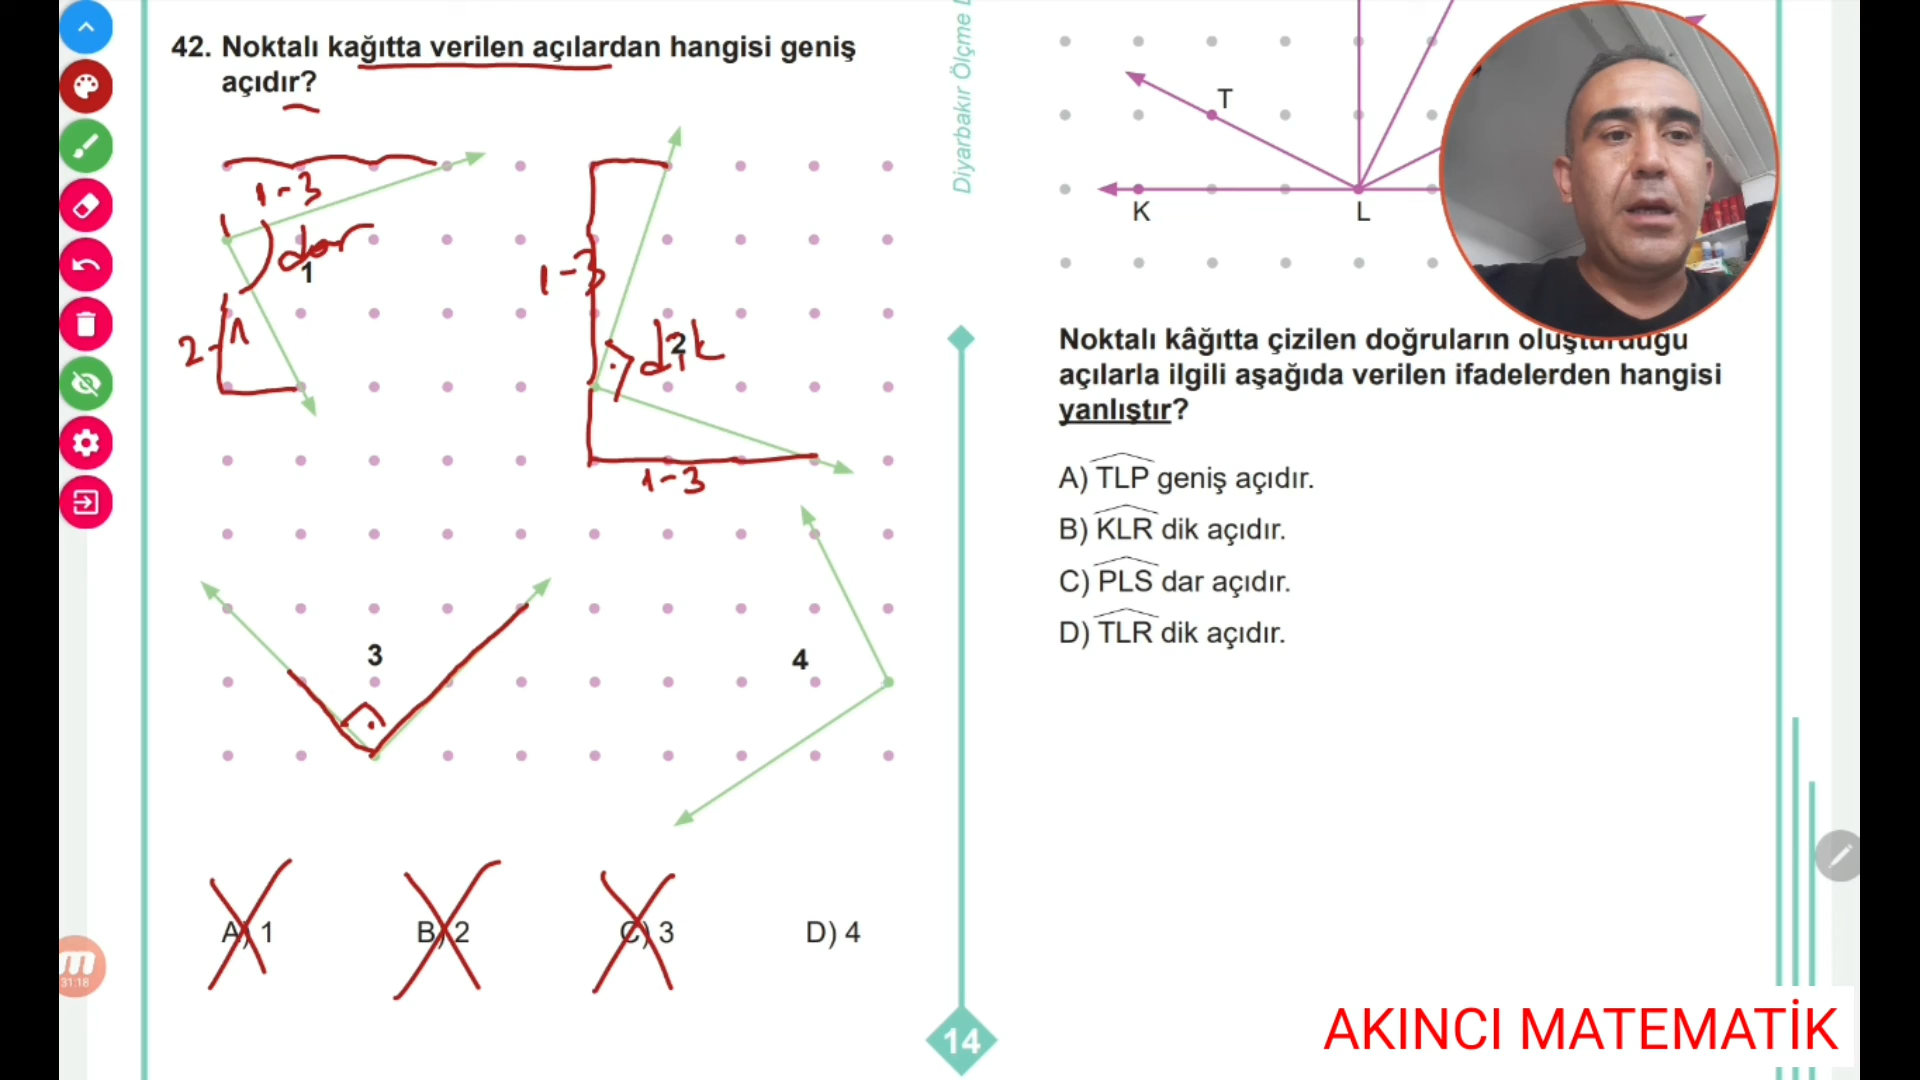 42. Noktalı kağıtta verilen açılardan hangisi geniş
açıdır?
1-3
dar
1
2-1
1-3
2
dik
1-3
3
4
A) 1
B) 2
C) 3
D) 4
Diyarbakır Ölçme
T
K
L
Noktalı kâğıtta çizilen doğruların oluşturduğu
açılarla ilgili aşağıda verilen ifadelerden hangisi
yanlıştır?
A) TLP geniş açıdır.
B) KLR dik açıdır.
C) PLS dar açıdır.
D) TLR dik açıdır.
14
m
31:18
AKINCI MATEMATİK